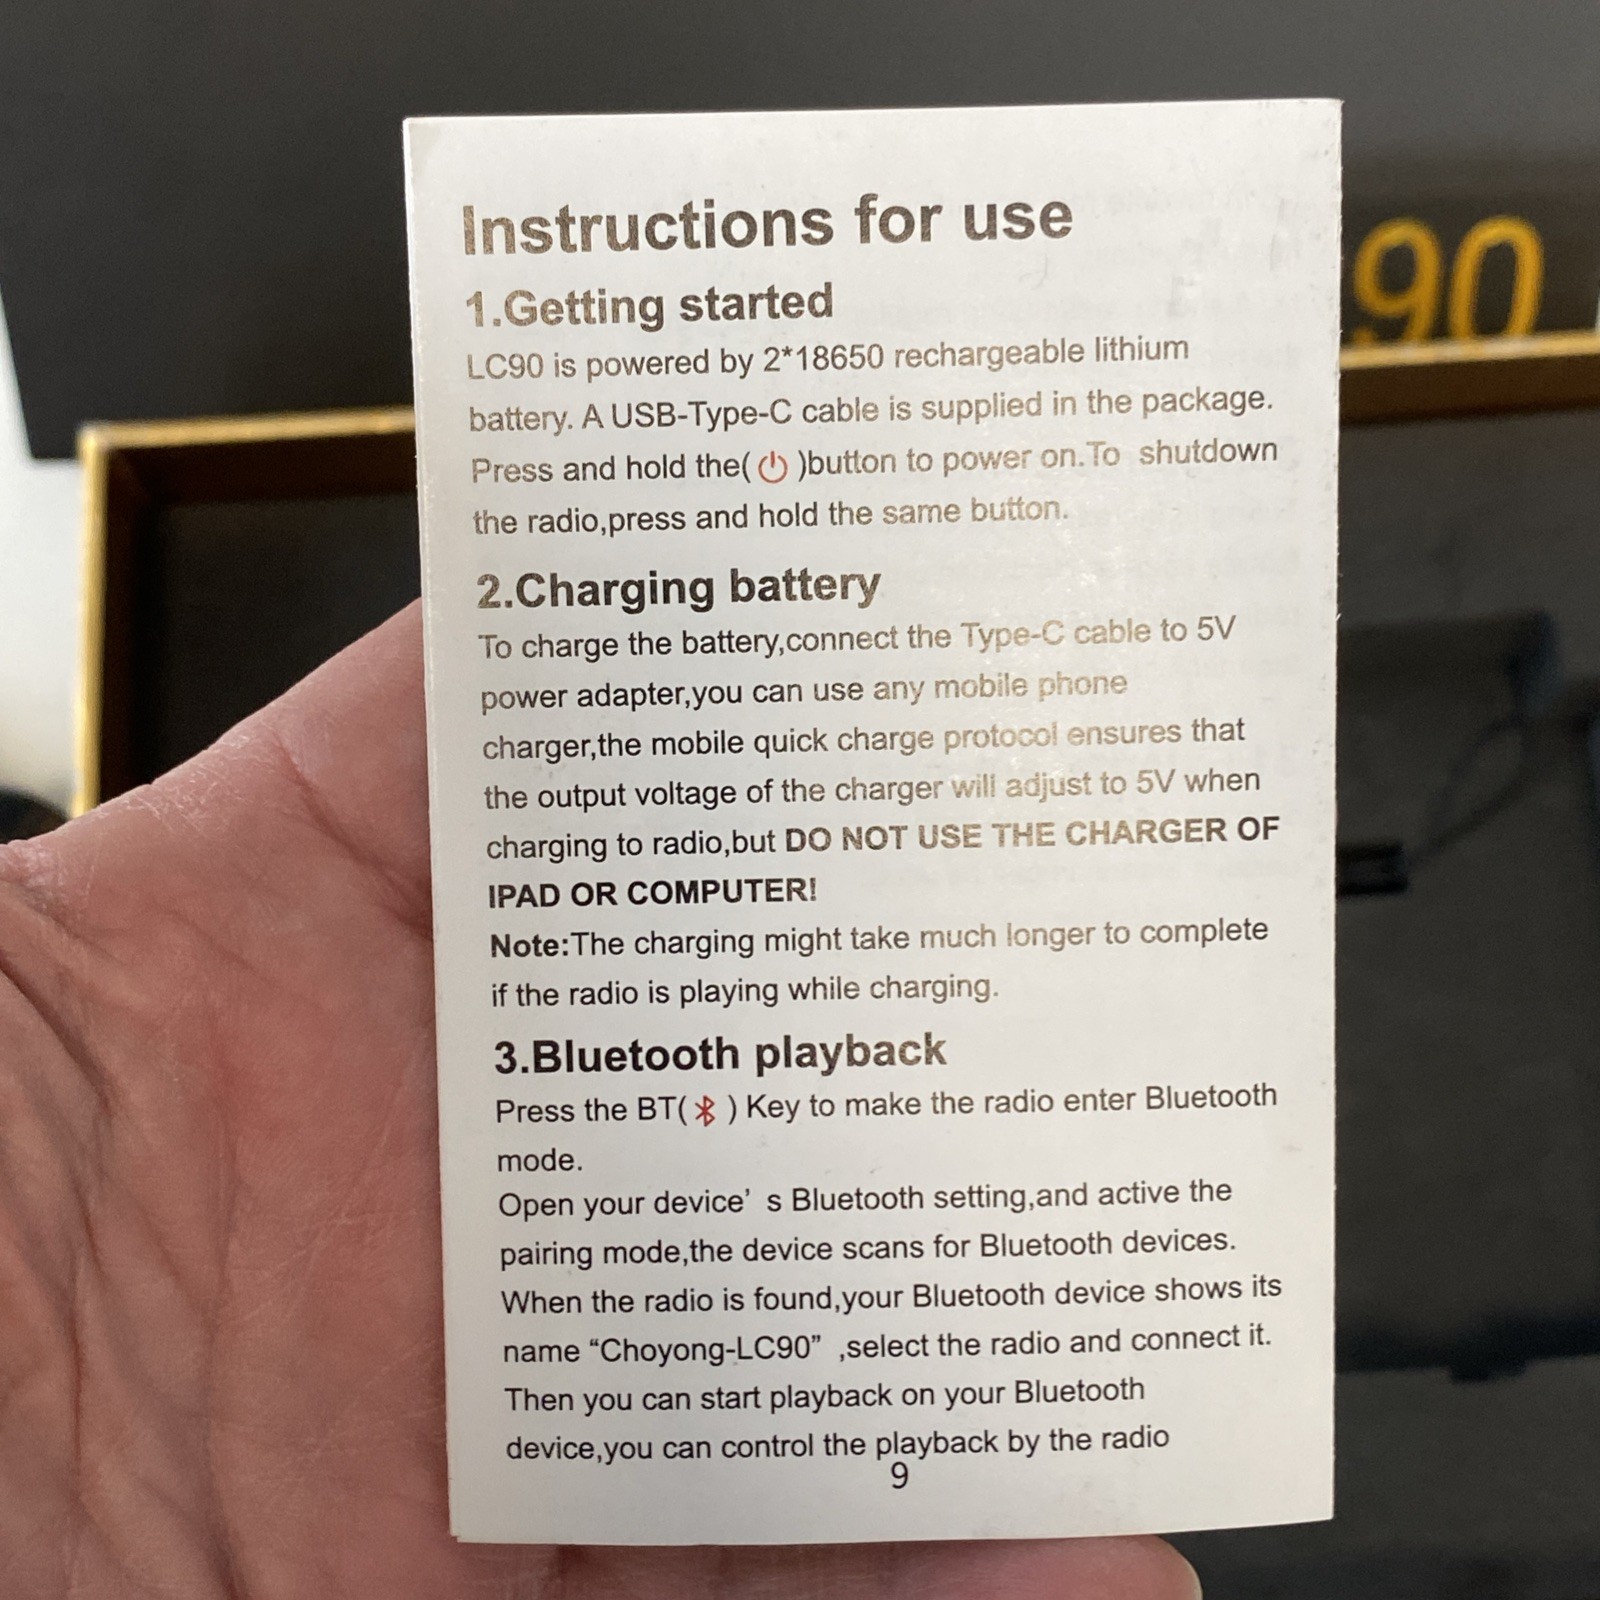 90
Instructions for use
1.Getting started
LC90 is powered by 2*18650 rechargeable lithium
battery. A USB-Type-C cable is supplied in the package.
Press and hold the( )button to power on.To shutdown
the radio,press and hold the same button.
2.Charging battery
To charge the battery,connect the Type-C cable to 5V
power adapter,you can use any mobile phone
charger,the mobile quick charge protocol ensures that
the output voltage of the charger will adjust to 5V when
charging to radio,but DO NOT USE THE CHARGER OF
IPAD OR COMPUTER!
Note:The charging might take much longer to complete
if the radio is playing while charging.
3.Bluetooth playback
Press the BT( ) Key to make the radio enter Bluetooth
mode.
Open your device’ s Bluetooth setting,and active the
pairing mode,the device scans for Bluetooth devices.
When the radio is found,your Bluetooth device shows its
name “Choyong-LC90” ,select the radio and connect it.
Then you can start playback on your Bluetooth
device,you can control the playback by the radio
9